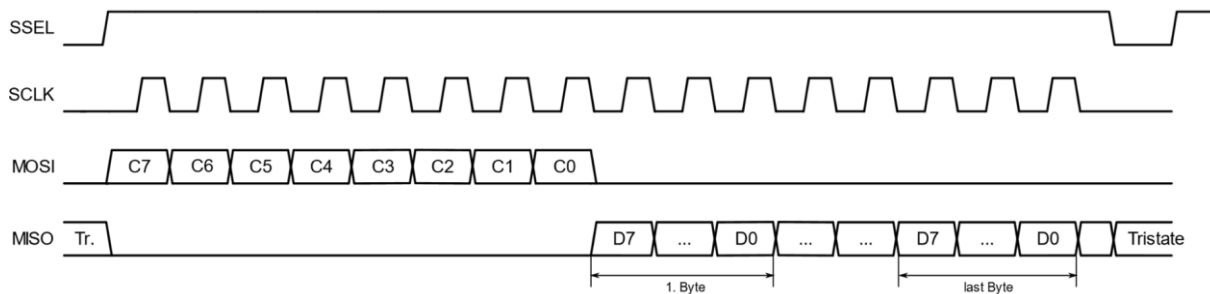 SSEL
SCLK
MOSI C7 C6 C5 C4 C3 C2 C1 C0
MISO Tr. D7 ... D0 ... ... D7 ... D0 Tristate
1. Byte last Byte